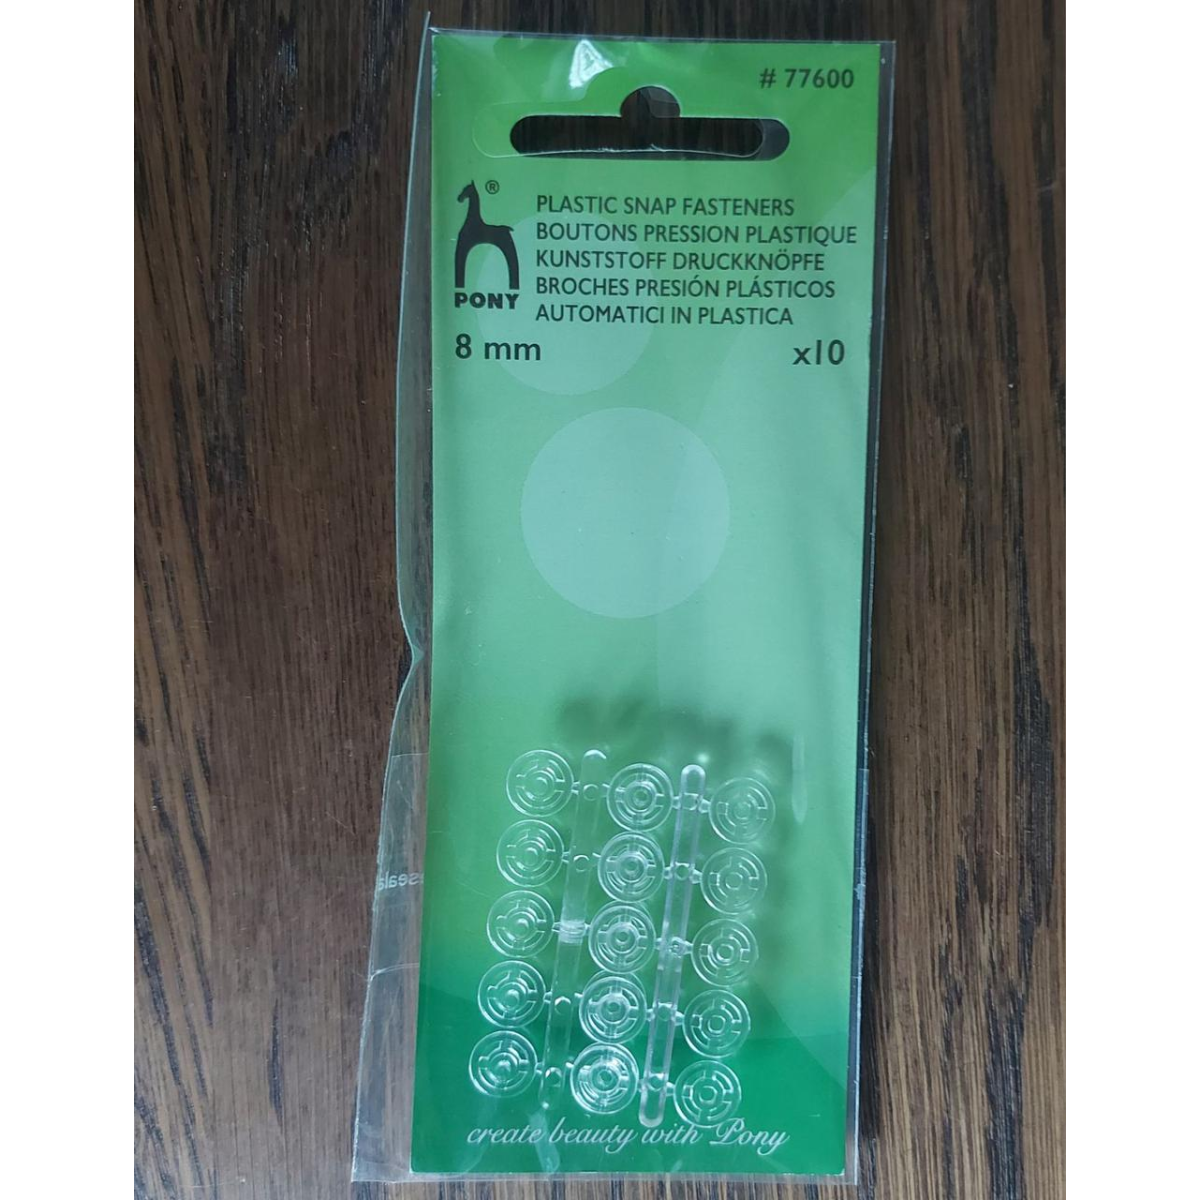 # 77600
®
PLASTIC SNAP FASTENERS
BOUTONS PRESSION PLASTIQUE
KUNSTSTOFF DRUCKKNÖPFE
BROCHES PRESIÓN PLÁSTICOS
AUTOMATICI IN PLASTICA
PONY
8 mm
x10
create beauty with Pony